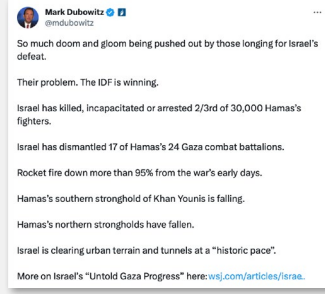 Mark Dubowitz
@mdubowitz
So much doom and gloom being pushed out by those longing for Israel's
defeat.
Their problem. The IDF is winning.
Israel has killed, incapacitated or arrested 2/3rd of 30,000 Hamas's
fighters.
Israel has dismantled 17 of Hamas's 24 Gaza combat battalions.
Rocket fire down more than 95% from the war's early days.
Hamas's southern stronghold of Khan Younis is falling.
Hamas's northern strongholds have fallen.
Israel is clearing urban terrain and tunnels at a “historic pace”.
More on Israel's “Untold Gaza Progress” here:wsj.com/articles/israe..